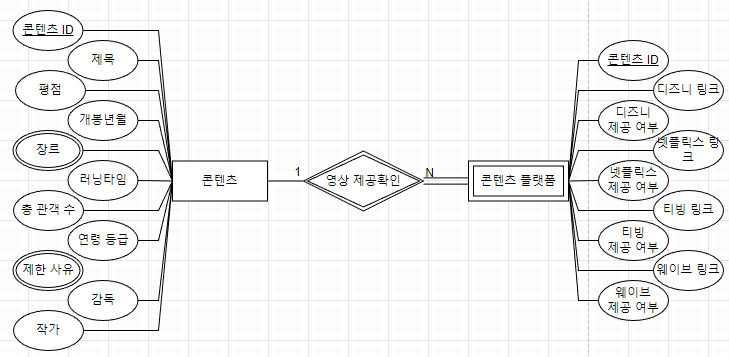 콘텐츠 ID
제목
평점
개봉년월
장르
러닝타임
총 관객 수
연령 등급
제한 사유
감독
작가
콘텐츠
1
영상 제공확인
N
콘텐츠 플랫폼
콘텐츠 ID
디즈니 링크
디즈니
제공 여부
넷플릭스 링
크
넷플릭스
제공 여부
티빙 링크
티빙
제공 여부
웨이브 링크
웨이브
제공 여부